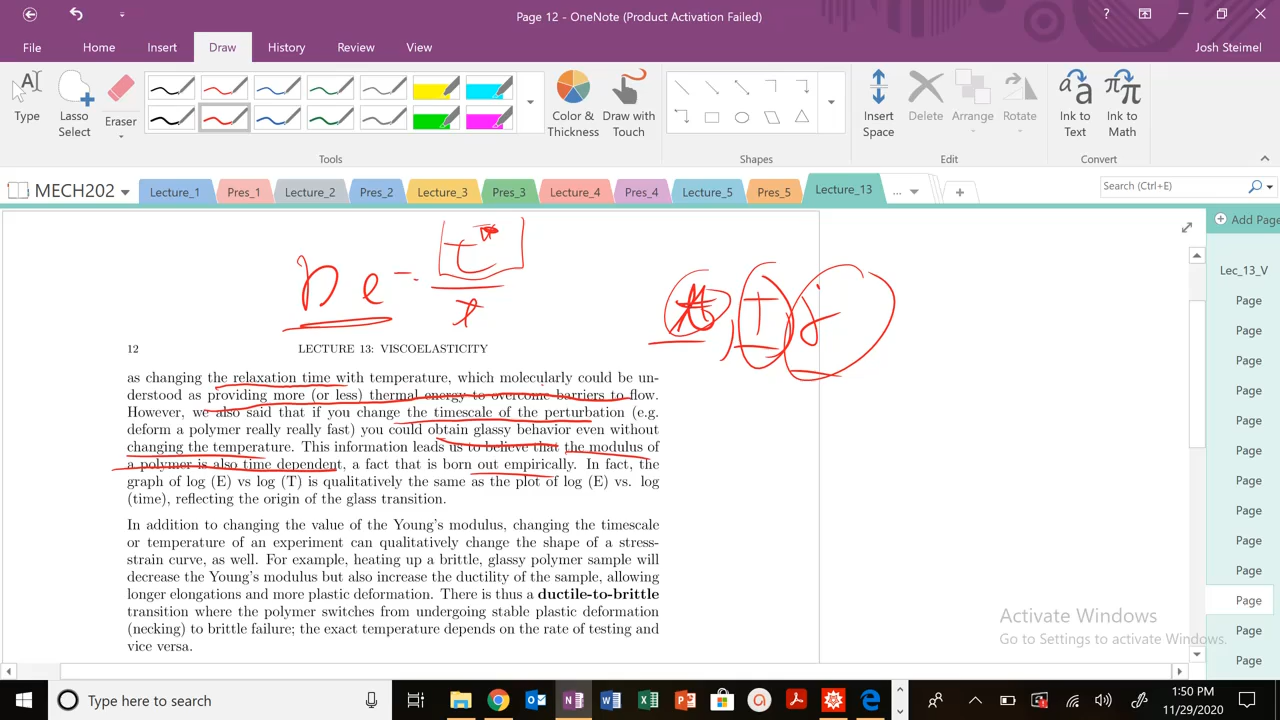 Page 12 - OneNote (Product Activation Failed)
?
File Home Insert Draw History Review View Josh Steimel
Type Lasso Select Eraser Color & Thickness Draw with Touch Insert Space Delete Arrange Rotate Ink to Text Ink to Math
Tools Shapes Edit Convert
MECH202 Lecture_1 Pres_1 Lecture_2 Pres_2 Lecture_3 Pres_3 Lecture_4 Pres_4 Lecture_5 Pres_5 Lecture_13 ... Search (Ctrl+E)
Add Page
Lec_13_V
Page
Page
Page
Page
Page
Page
Page
Page
Page
Page
Page
Page
Page
De = t* / t
12 LECTURE 13: VISCOELASTICITY
as changing the relaxation time with temperature, which molecularly could be un-
derstood as providing more (or less) thermal energy to overcome barriers to flow.
However, we also said that if you change the timescale of the perturbation (e.g.
deform a polymer really really fast) you could obtain glassy behavior even without
changing the temperature. This information leads us to believe that the modulus of
a polymer is also time dependent, a fact that is born out empirically. In fact, the
graph of log (E) vs log (T) is qualitatively the same as the plot of log (E) vs. log
(time), reflecting the origin of the glass transition.
In addition to changing the value of the Young's modulus, changing the timescale
or temperature of an experiment can qualitatively change the shape of a stress-
strain curve, as well. For example, heating up a brittle, glassy polymer sample will
decrease the Young's modulus but also increase the ductility of the sample, allowing
longer elongations and more plastic deformation. There is thus a ductile-to-brittle
transition where the polymer switches from undergoing stable plastic deformation
(necking) to brittle failure; the exact temperature depends on the rate of testing and
vice versa.
Activate Windows
Go to Settings to activate Windows.
Type here to search
1:50 PM
11/29/2020